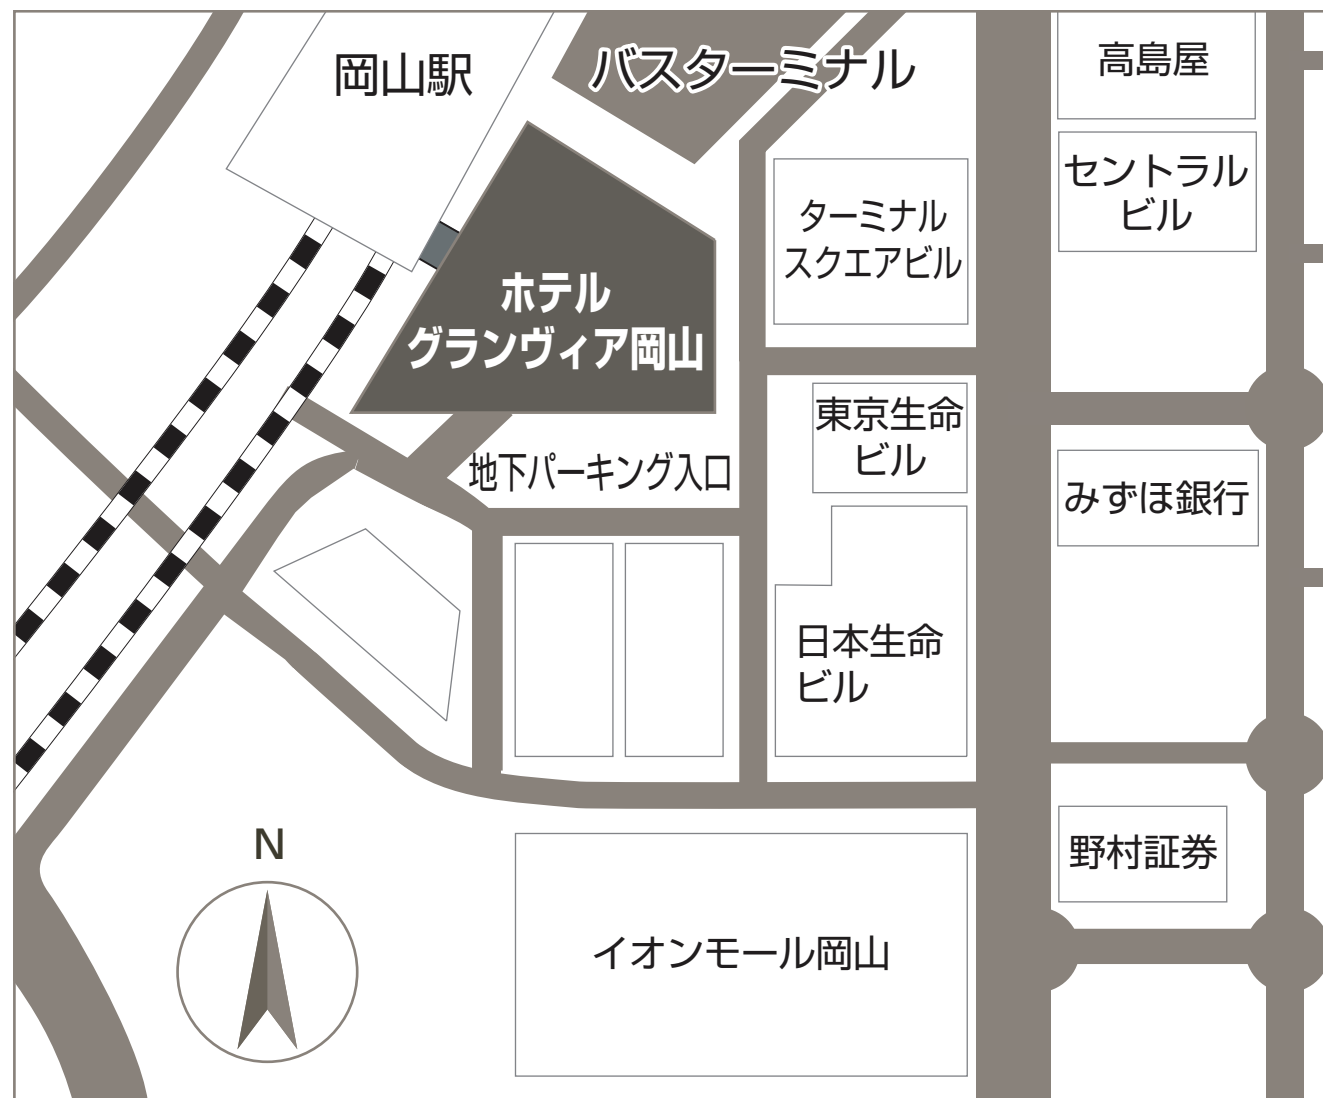 岡山駅
バスターミナル
高島屋
セントラル
ビル
ターミナル
スクエアビル
ホテル
グランヴィア岡山
東京生命
ビル
地下パーキング入口
みずほ銀行
日本生命
ビル
野村証券
N
イオンモール岡山